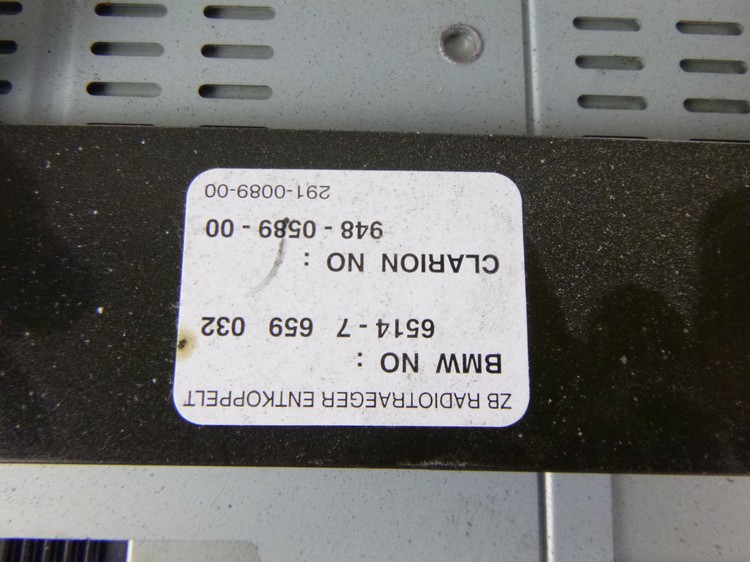 ZB RADIOTRAEGER ENTKOPPELT
BMW NO :
6514 - 7 659 032
CLARION NO :
948 - 0589 - 00
291-0089-00